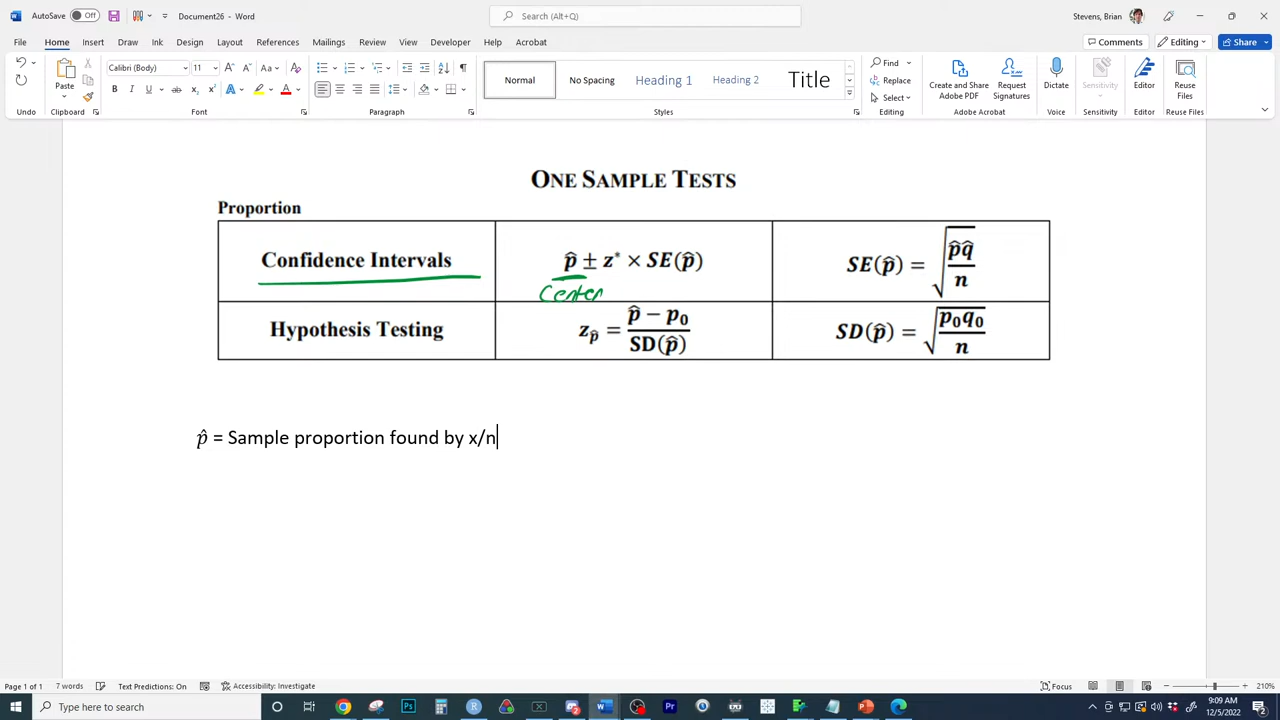 AutoSave Off Document26 Search (Alt+Q) Stevens, Brian
File Home Insert Draw Ink Design Layout References Mailings Review View Developer Help Acrobat Comments Editing Share
Calibri (Body) 11 Normal No Spacing Heading 1 Heading 2 Title
Paste Find Replace Select Create and Share Adobe PDF Request Signatures Dictate Sensitivity Editor Reuse Files
Undo Clipboard Font Paragraph Styles Editing Adobe Acrobat Voice Sensitivity Editor Reuse Files
ONE SAMPLE TESTS
Proportion
Confidence Intervals p̂ ± z* × SE(p̂) SE(p̂) = √(p̂q̂/n)
Center
Hypothesis Testing z_p̂ = (p̂ − p₀)/SD(p̂) SD(p̂) = √(p₀q₀/n)
p̂ = Sample proportion found by x/n
Page 1 of 1 7 words Text Predictions: On Accessibility: Investigate Focus 210%
Type here to search 9:09 AM
12/5/2022